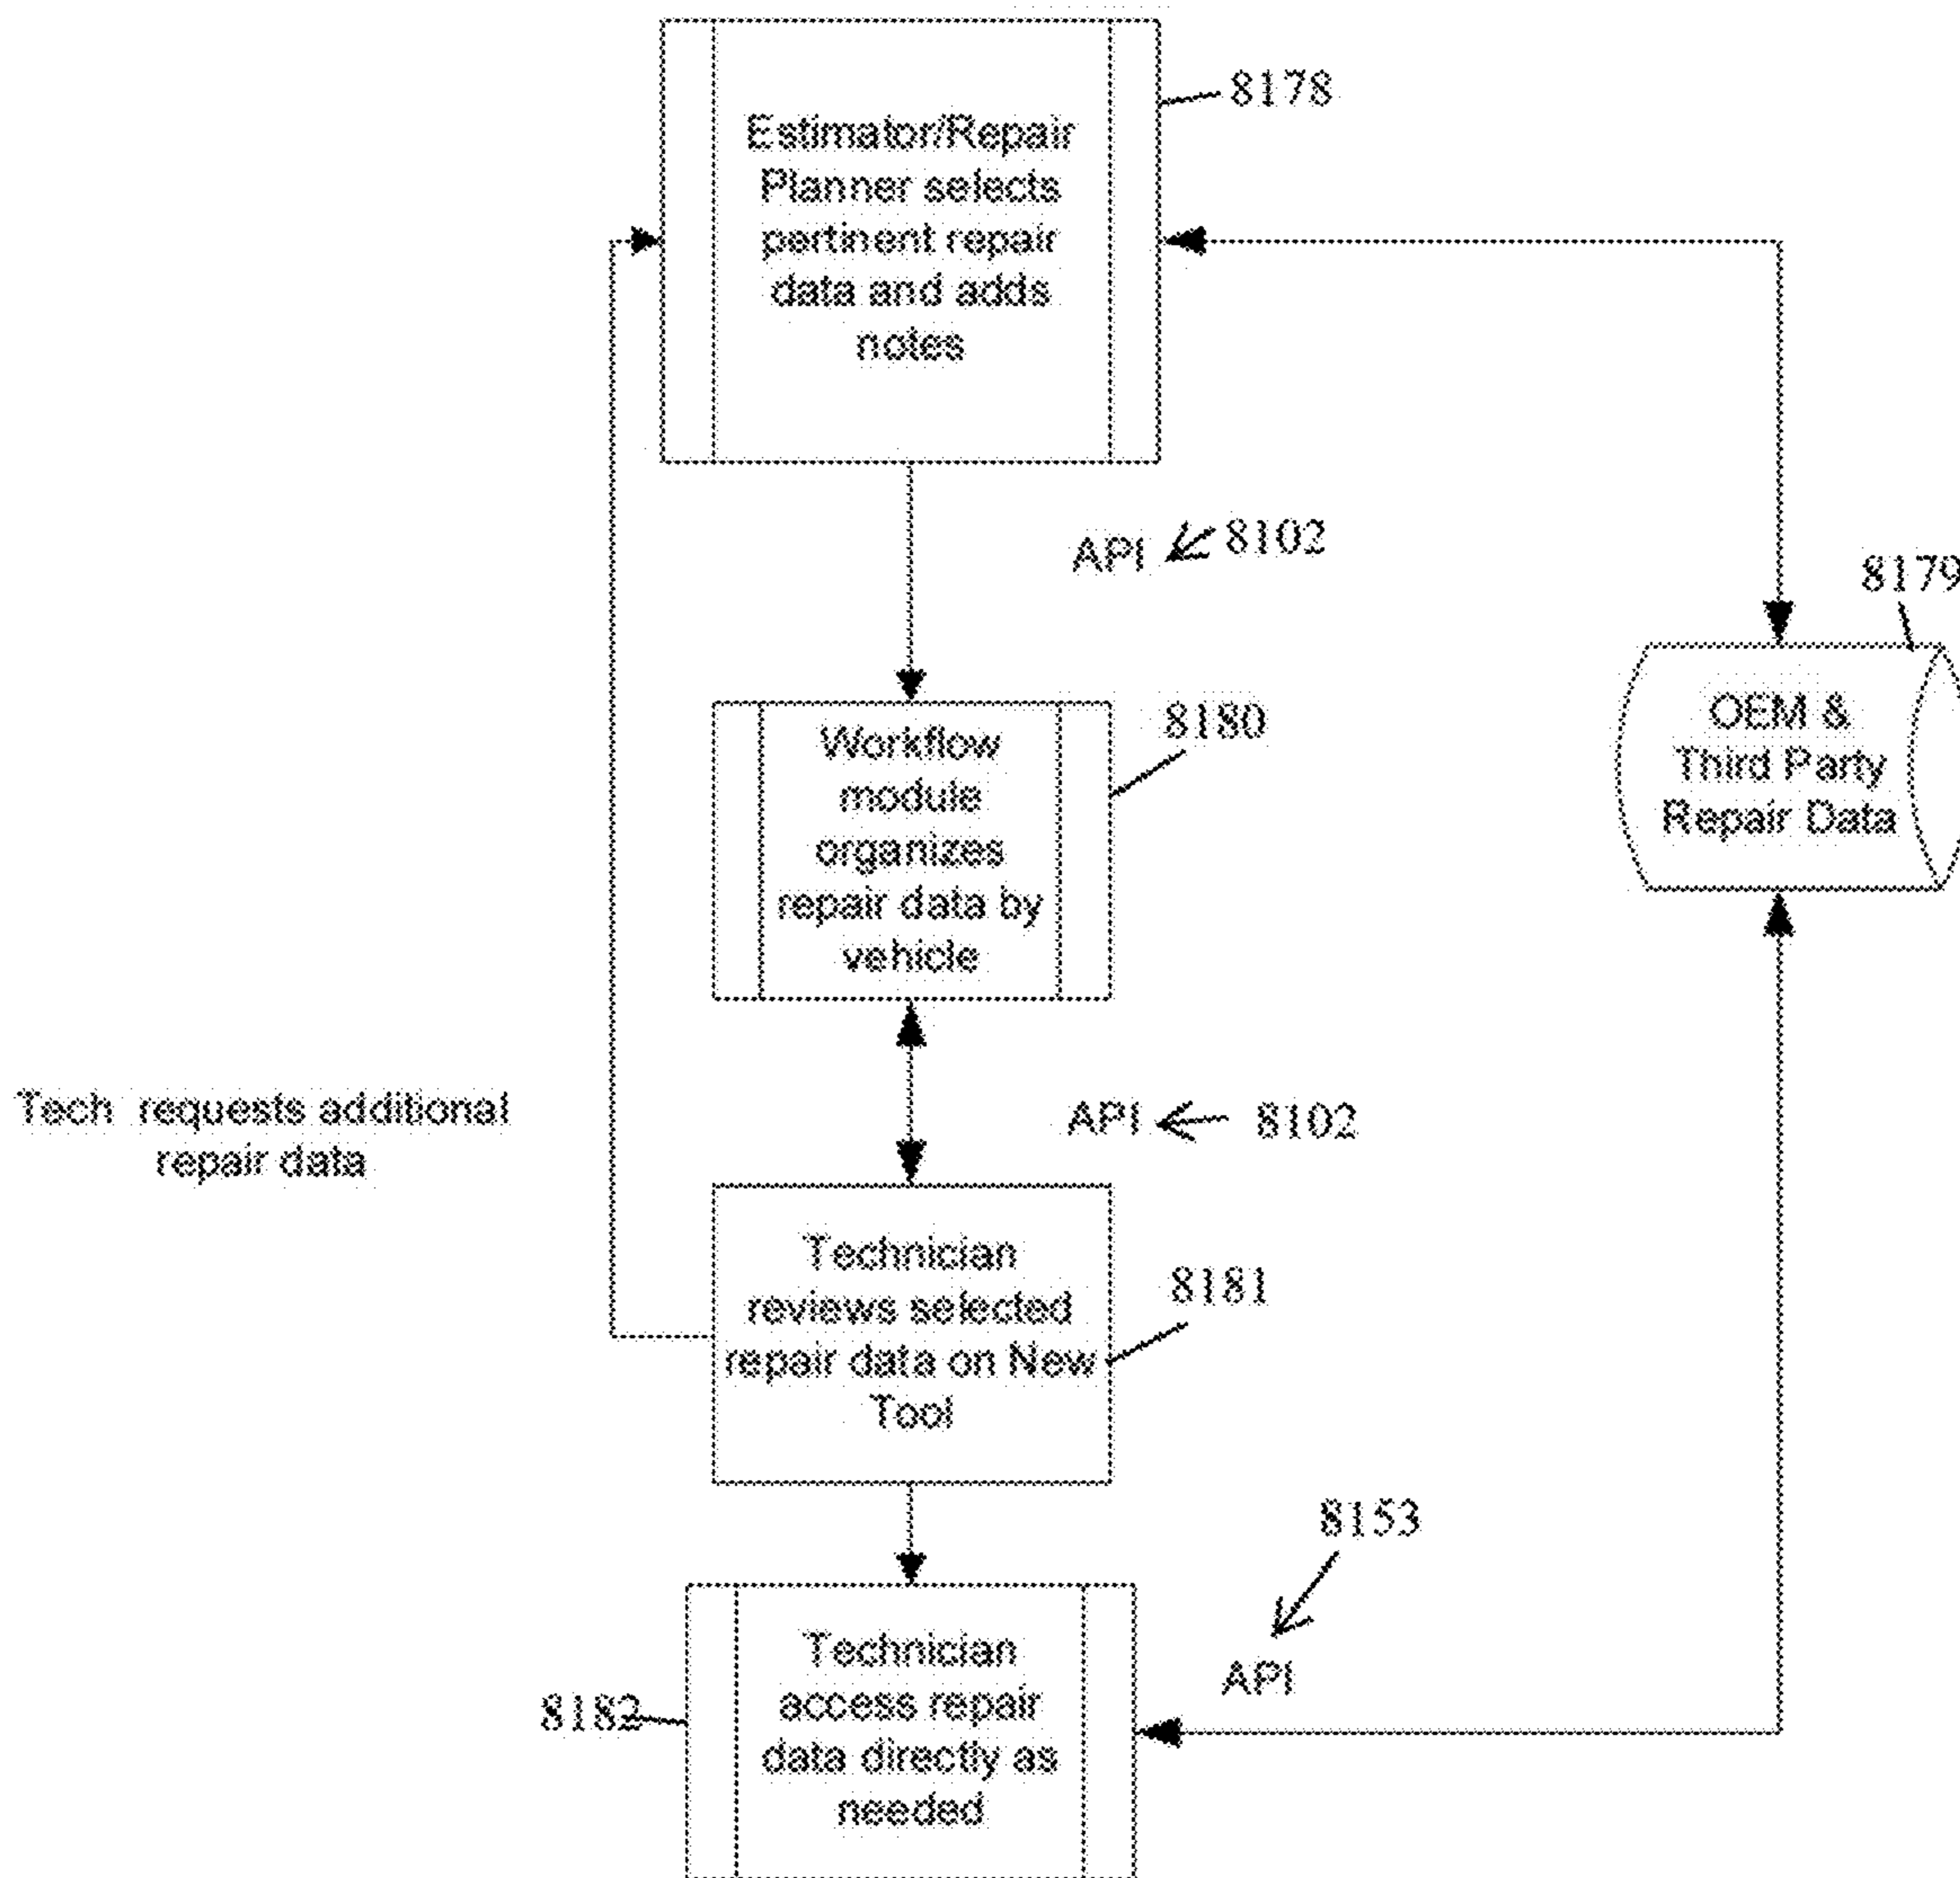 8178
Estimator/Repair
Planner selects
pertinent repair
data and adds
notes
API
8102
8179
OEM &
Third Party
Repair Data
8180
Workflow
module
organizes
repair data by
vehicle
Tech requests additional
repair data
API
8102
Technician
reviews selected
repair data on New
Tool
8181
8153
API
8182
Technician
access repair
data directly as
needed